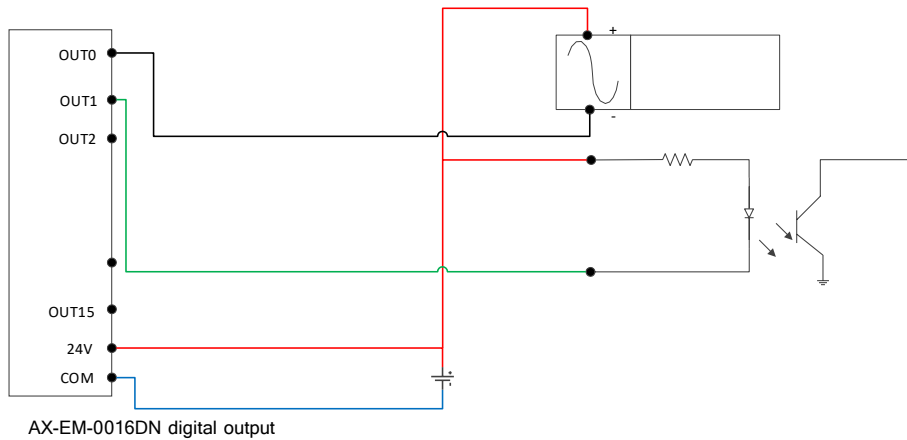 OUT0
+
OUT1
-
OUT2
OUT15
24V
+
-
COM
AX-EM-0016DN digital output